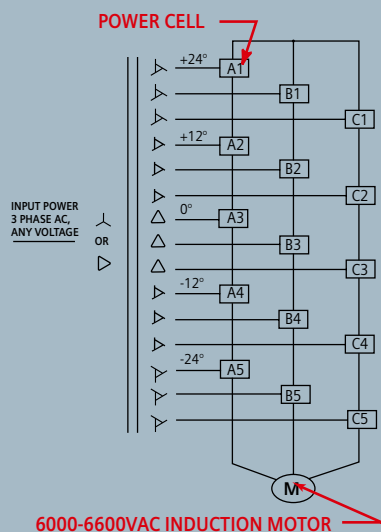 POWER CELL
+24°
A1
B1
C1
+12°
A2
B2
C2
INPUT POWER
3 PHASE AC,
ANY VOLTAGE
OR
0°
A3
B3
C3
-12°
A4
B4
C4
-24°
A5
B5
C5
M
6000-6600VAC INDUCTION MOTOR